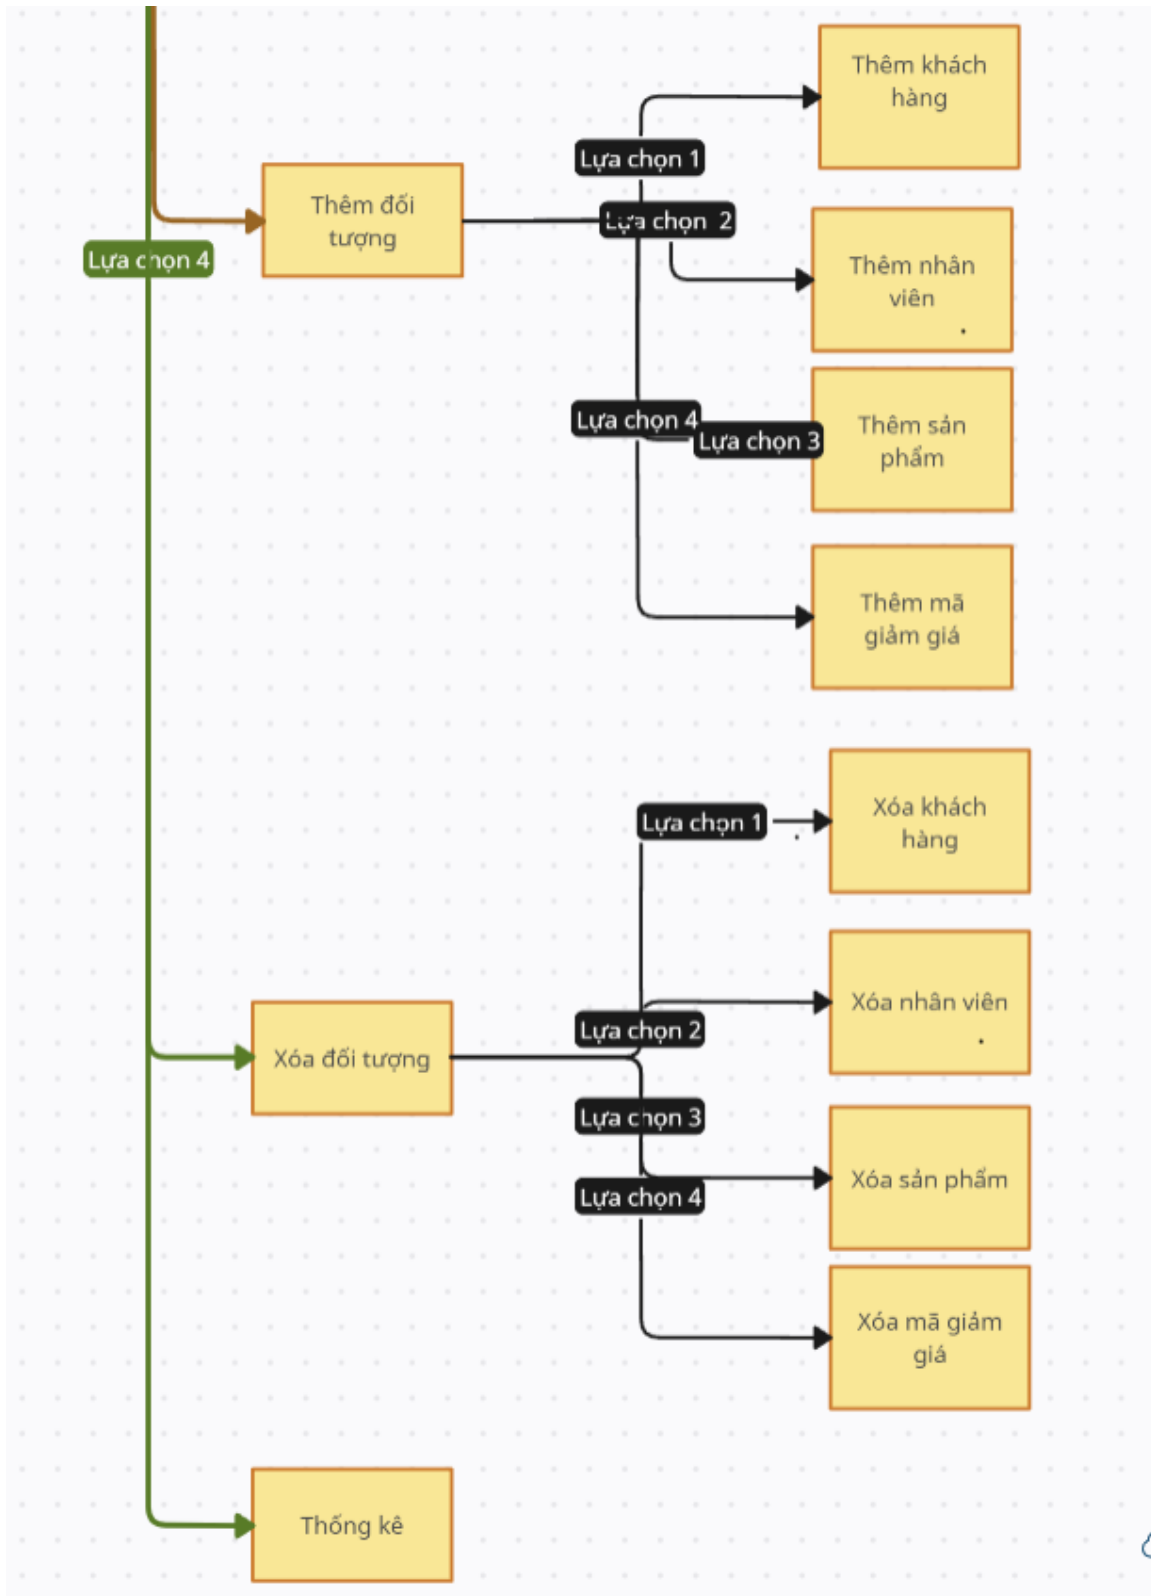 Thêm khách
hàng
Lựa chọn 1
Thêm đối
tượng
Lựa chọn  2
Lựa chọn 4
Thêm nhân
viên
Lựa chọn 4
Lựa chọn 3
Thêm sản
phẩm
Thêm mã
giảm giá
Lựa chọn 1
Xóa khách
hàng
Xóa nhân viên
Lựa chọn 2
Xóa đối tượng
Lựa chọn 3
Xóa sản phẩm
Lựa chọn 4
Xóa mã giảm
giá
Thống kê